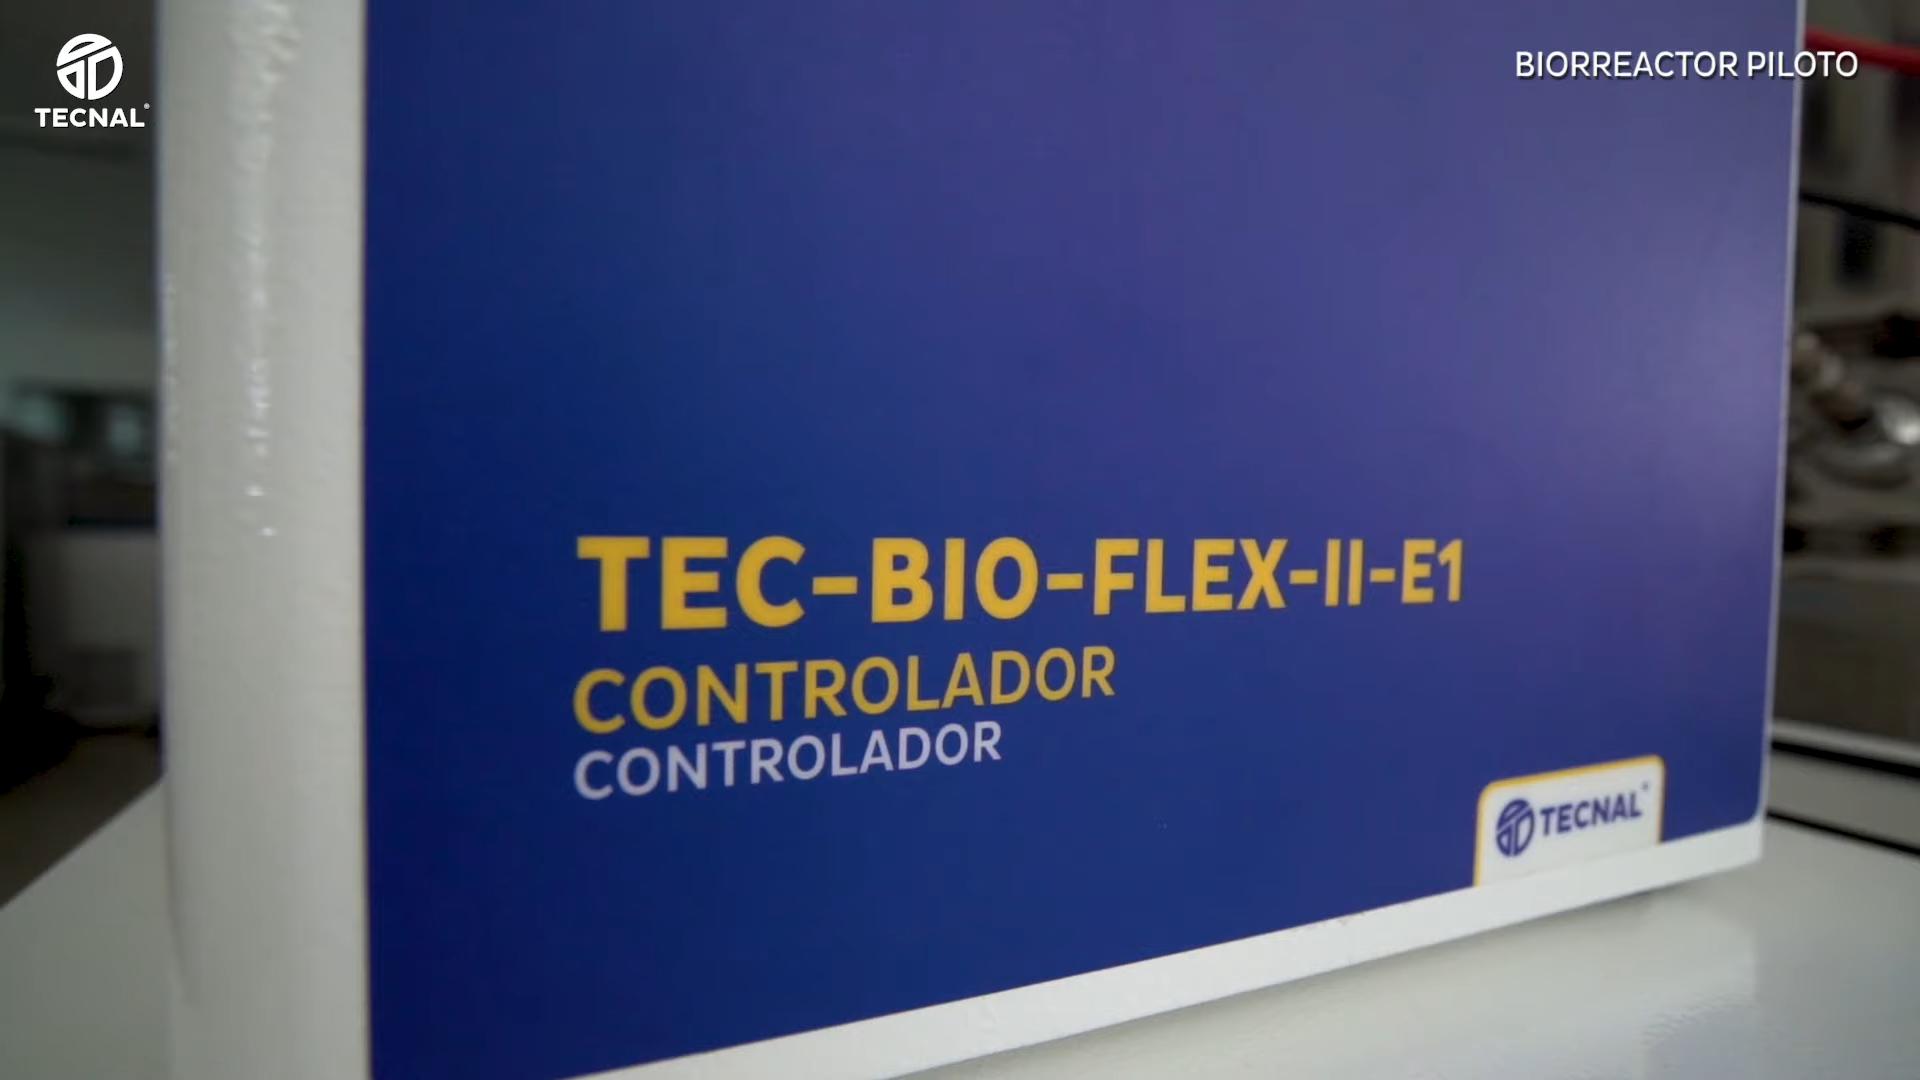 TECNAL®
BIORREACTOR PILOTO
TEC-BIO-FLEX-II-E1
CONTROLADOR
CONTROLADOR
TECNAL®